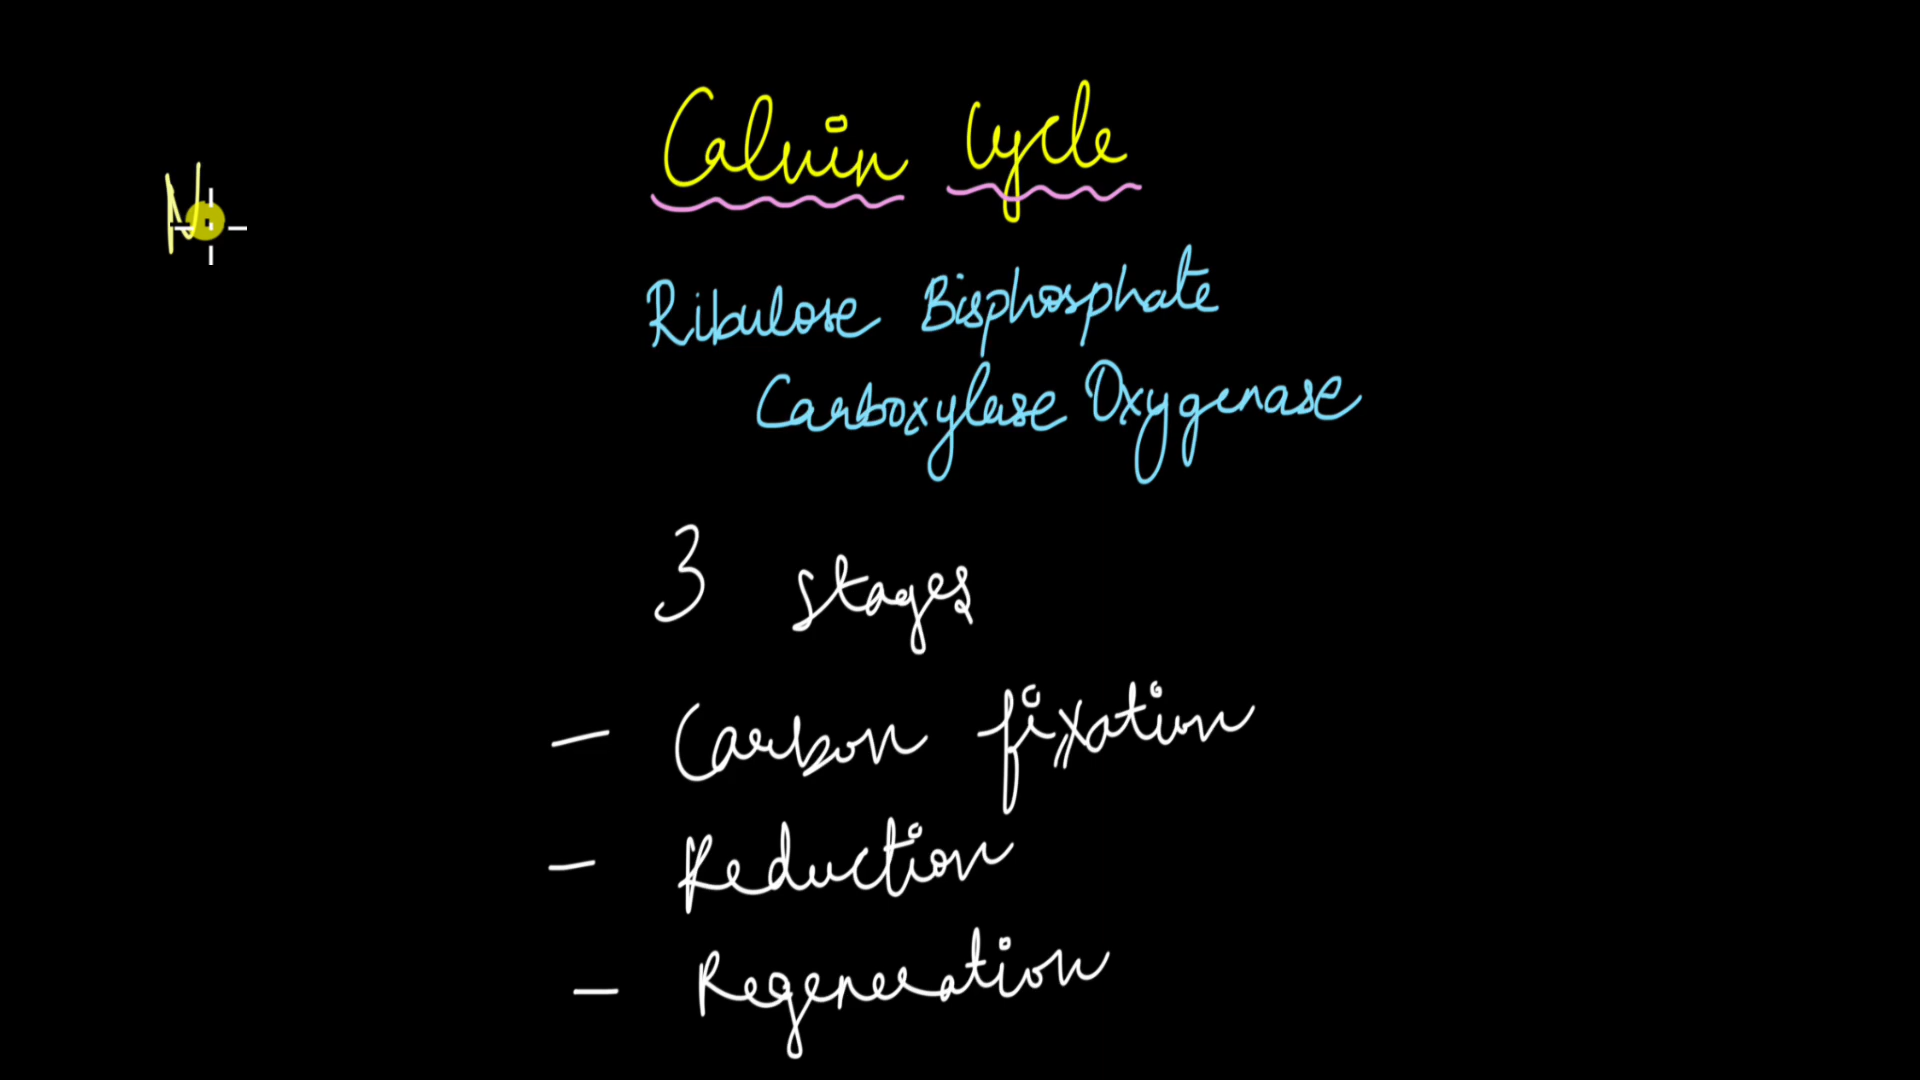 Calvin Cycle
N
Ribulose Bisphosphate
Carboxylase Oxygenase
3 stages
- Carbon fixation
- Reduction
- Regeneration